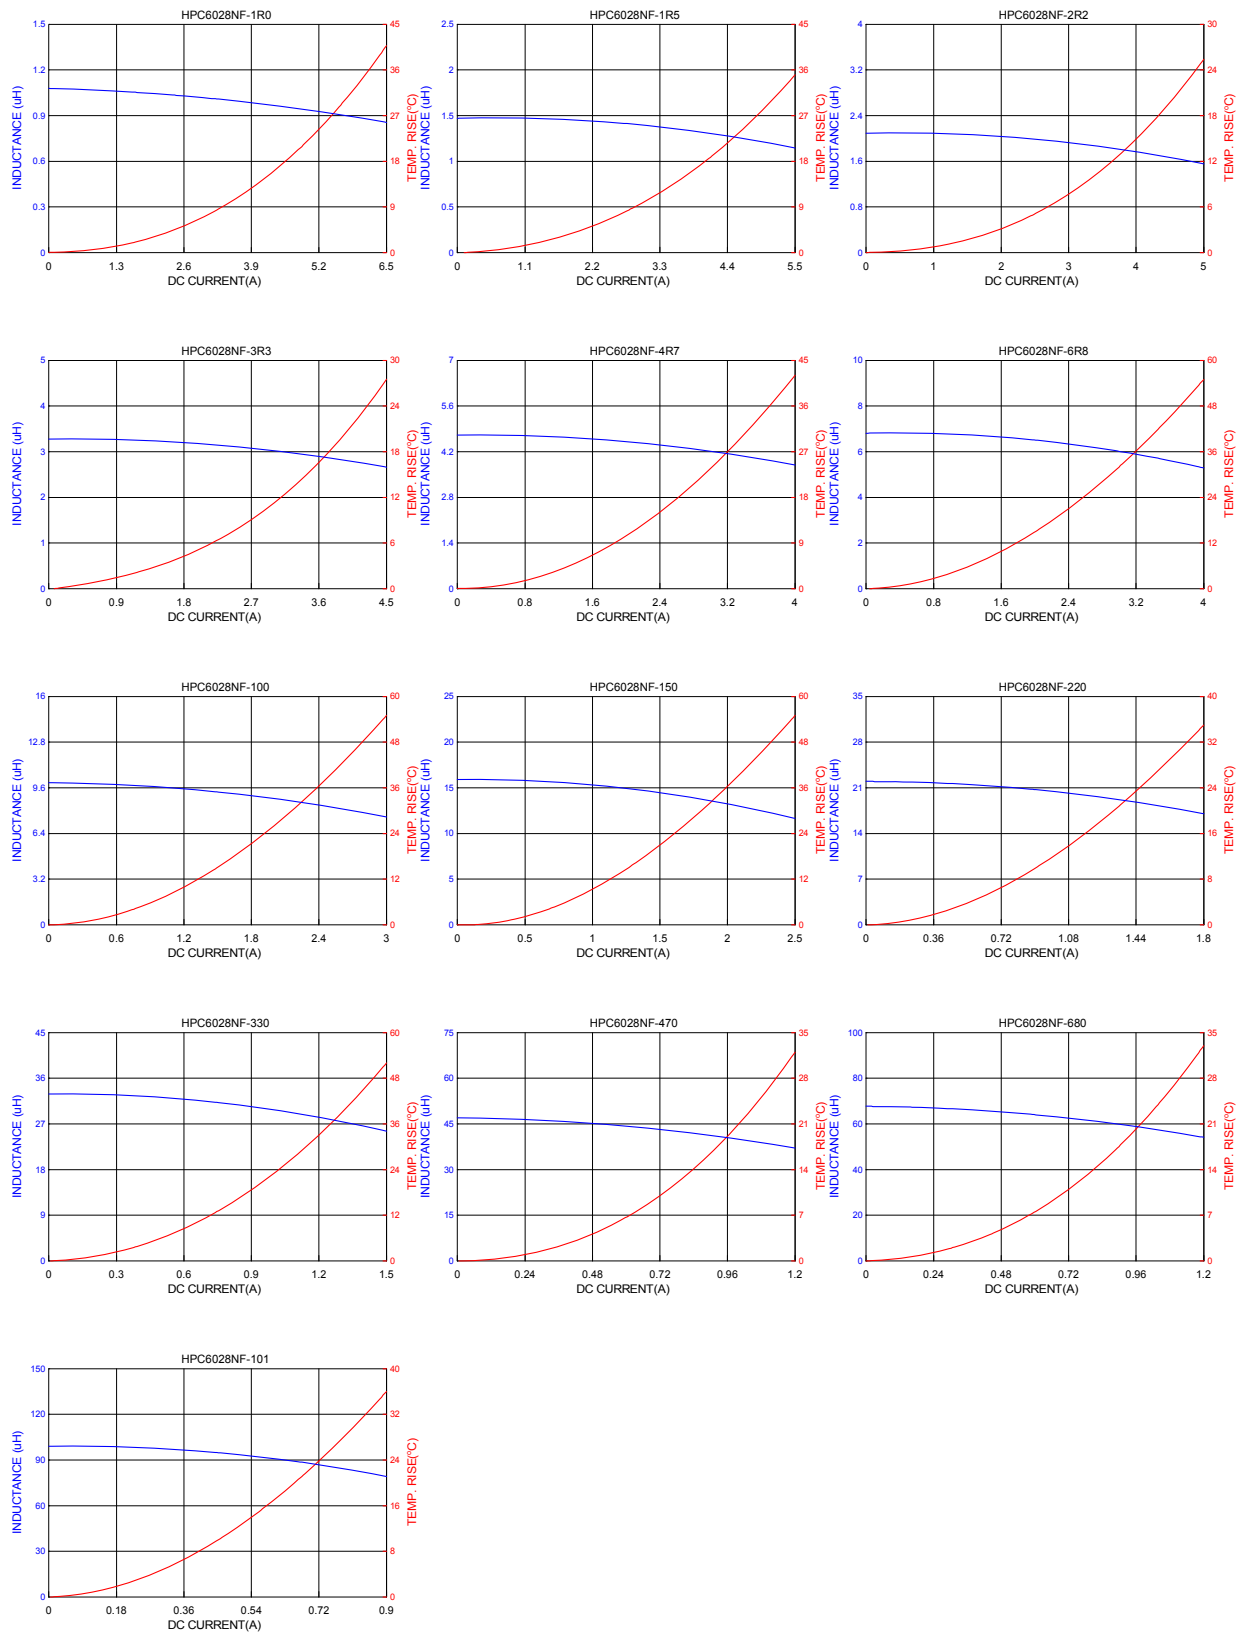 HPC6028NF-1R0
1.5 45
1.2 36
0.9 27
0.6 18
0.3 9
0 0
INDUCTANCE (uH)
TEMP. RISE(°C)
0 1.3 2.6 3.9 5.2 6.5
DC CURRENT(A)
HPC6028NF-1R5
2.5 45
2 36
1.5 27
1 18
0.5 9
0 0
INDUCTANCE (uH)
TEMP. RISE(°C)
0 1.1 2.2 3.3 4.4 5.5
DC CURRENT(A)
HPC6028NF-2R2
4 30
3.2 24
2.4 18
1.6 12
0.8 6
0 0
INDUCTANCE (uH)
TEMP. RISE(°C)
0 1 2 3 4 5
DC CURRENT(A)
HPC6028NF-3R3
5 30
4 24
3 18
2 12
1 6
0 0
INDUCTANCE (uH)
TEMP. RISE(°C)
0 0.9 1.8 2.7 3.6 4.5
DC CURRENT(A)
HPC6028NF-4R7
7 45
5.6 36
4.2 27
2.8 18
1.4 9
0 0
INDUCTANCE (uH)
TEMP. RISE(°C)
0 0.8 1.6 2.4 3.2 4
DC CURRENT(A)
HPC6028NF-6R8
10 60
8 48
6 36
4 24
2 12
0 0
INDUCTANCE (uH)
TEMP. RISE(°C)
0 0.8 1.6 2.4 3.2 4
DC CURRENT(A)
HPC6028NF-100
16 60
12.8 48
9.6 36
6.4 24
3.2 12
0 0
INDUCTANCE (uH)
TEMP. RISE(°C)
0 0.6 1.2 1.8 2.4 3
DC CURRENT(A)
HPC6028NF-150
25 60
20 48
15 36
10 24
5 12
0 0
INDUCTANCE (uH)
TEMP. RISE(°C)
0 0.5 1 1.5 2 2.5
DC CURRENT(A)
HPC6028NF-220
35 40
28 32
21 24
14 16
7 8
0 0
INDUCTANCE (uH)
TEMP. RISE(°C)
0 0.36 0.72 1.08 1.44 1.8
DC CURRENT(A)
HPC6028NF-330
45 60
36 48
27 36
18 24
9 12
0 0
INDUCTANCE (uH)
TEMP. RISE(°C)
0 0.3 0.6 0.9 1.2 1.5
DC CURRENT(A)
HPC6028NF-470
75 35
60 28
45 21
30 14
15 7
0 0
INDUCTANCE (uH)
TEMP. RISE(°C)
0 0.24 0.48 0.72 0.96 1.2
DC CURRENT(A)
HPC6028NF-680
100 35
80 28
60 21
40 14
20 7
0 0
INDUCTANCE (uH)
TEMP. RISE(°C)
0 0.24 0.48 0.72 0.96 1.2
DC CURRENT(A)
HPC6028NF-101
150 40
120 32
90 24
60 16
30 8
0 0
INDUCTANCE (uH)
TEMP. RISE(°C)
0 0.18 0.36 0.54 0.72 0.9
DC CURRENT(A)